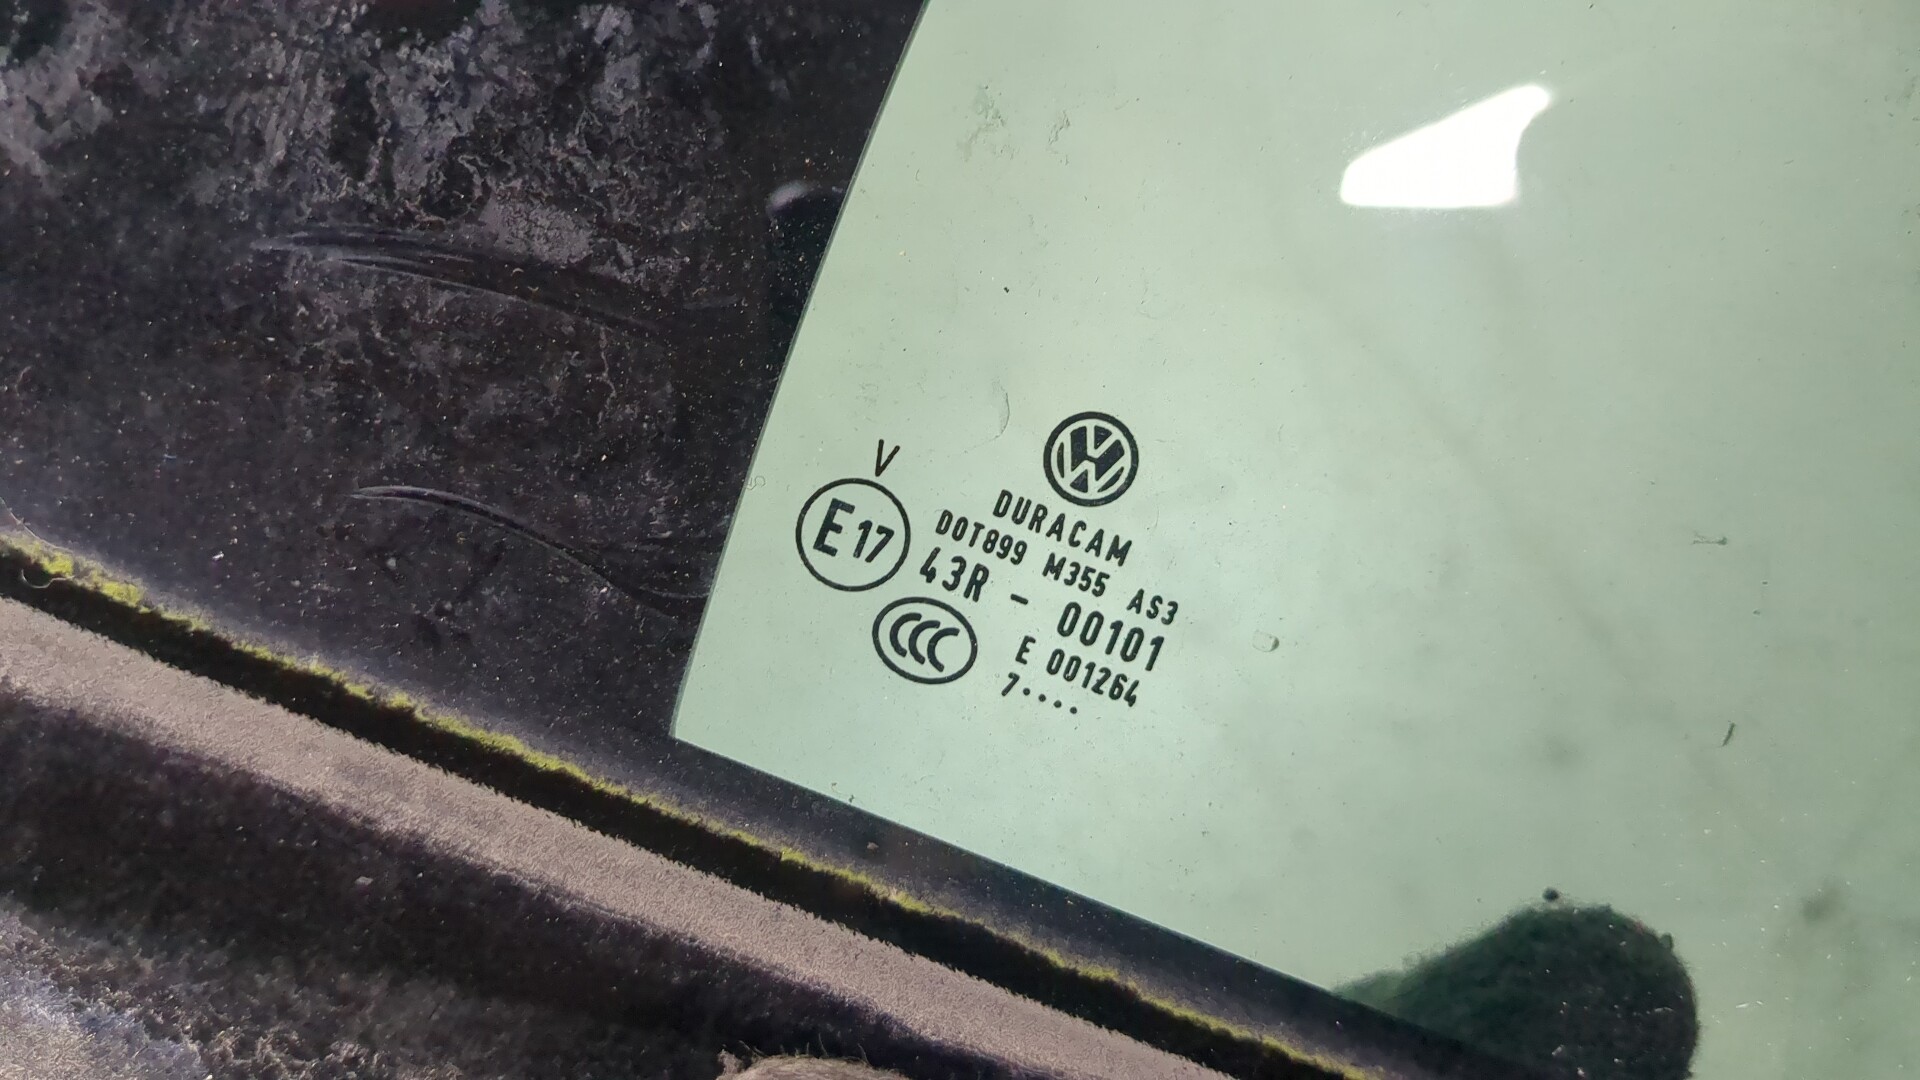 V
E17
DURACAM
DOT899 M355 AS3
43R - 00101
CCC
E 001264
7····